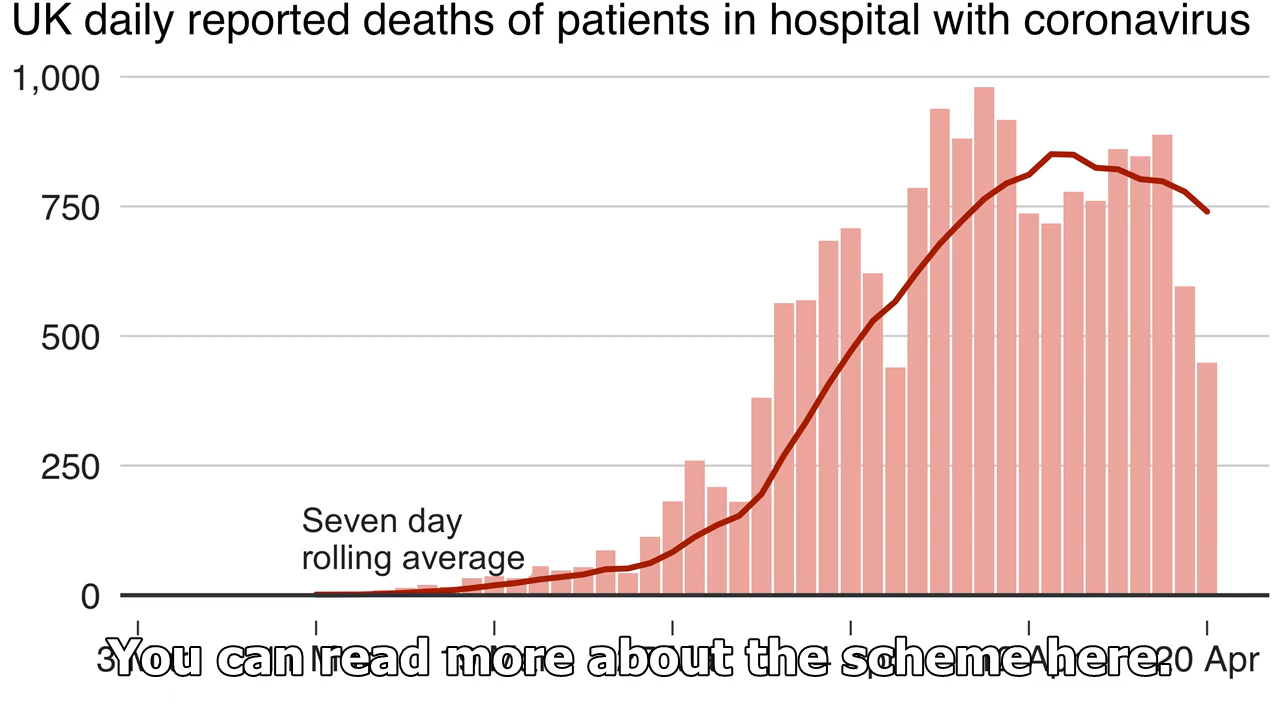 UK daily reported deaths of patients in hospital with coronavirus
1,000
750
500
250
0
Seven day
rolling average
20 Apr
You can read more about the scheme here.